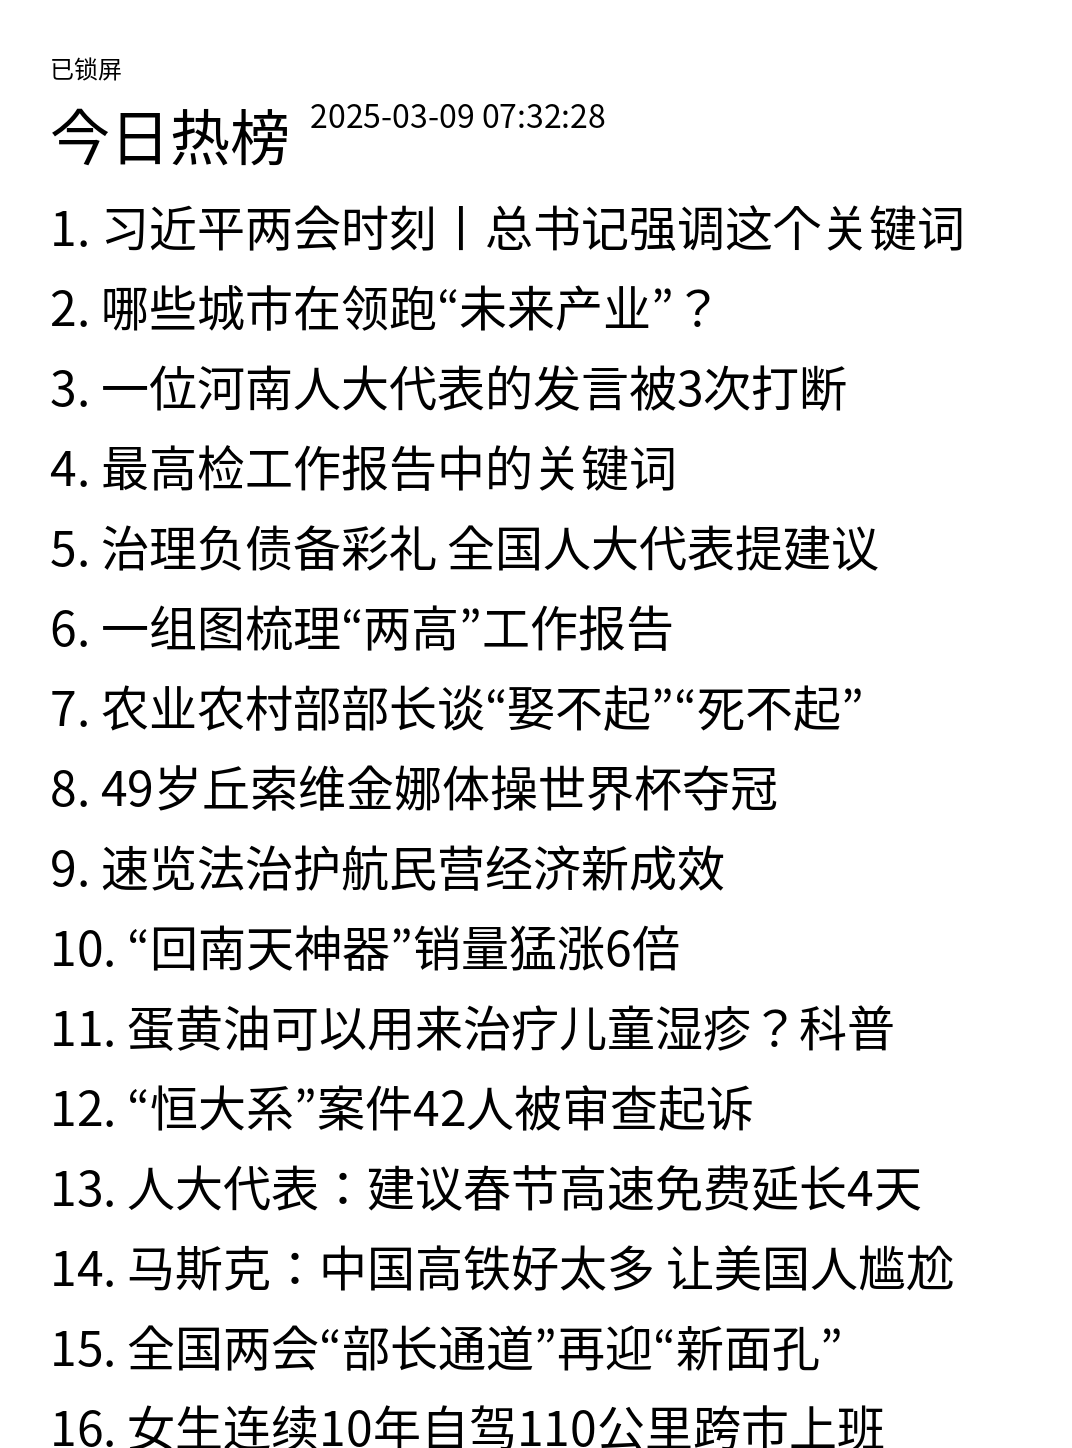 已锁屏
今日热榜 2025-03-09 07:32:28
1. 习近平两会时刻丨总书记强调这个关键词
2. 哪些城市在领跑“未来产业”？
3. 一位河南人大代表的发言被3次打断
4. 最高检工作报告中的关键词
5. 治理负债备彩礼 全国人大代表提建议
6. 一组图梳理“两高”工作报告
7. 农业农村部部长谈“娶不起”“死不起”
8. 49岁丘索维金娜体操世界杯夺冠
9. 速览法治护航民营经济新成效
10. “回南天神器”销量猛涨6倍
11. 蛋黄油可以用来治疗儿童湿疹？科普
12. “恒大系”案件42人被审查起诉
13. 人大代表：建议春节高速免费延长4天
14. 马斯克：中国高铁好太多 让美国人尴尬
15. 全国两会“部长通道”再迎“新面孔”
16. 女生连续10年自驾110公里跨市上班